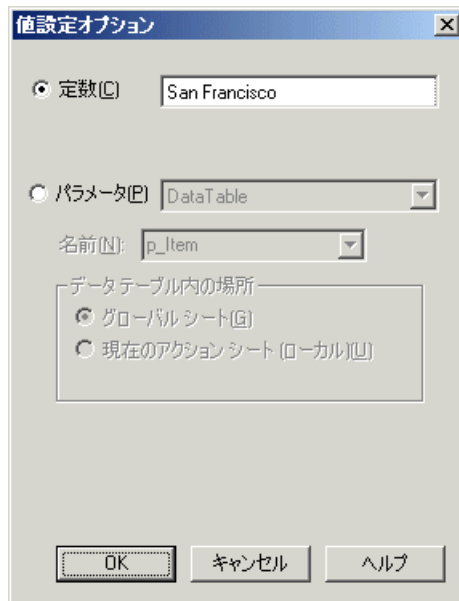 値設定オプション
定数(C) San Francisco
パラメータ(P) DataTable
名前(N): p_Item
データ テーブル内の場所
グローバル シート(G)
現在のアクション シート (ローカル)(U)
OK キャンセル ヘルプ